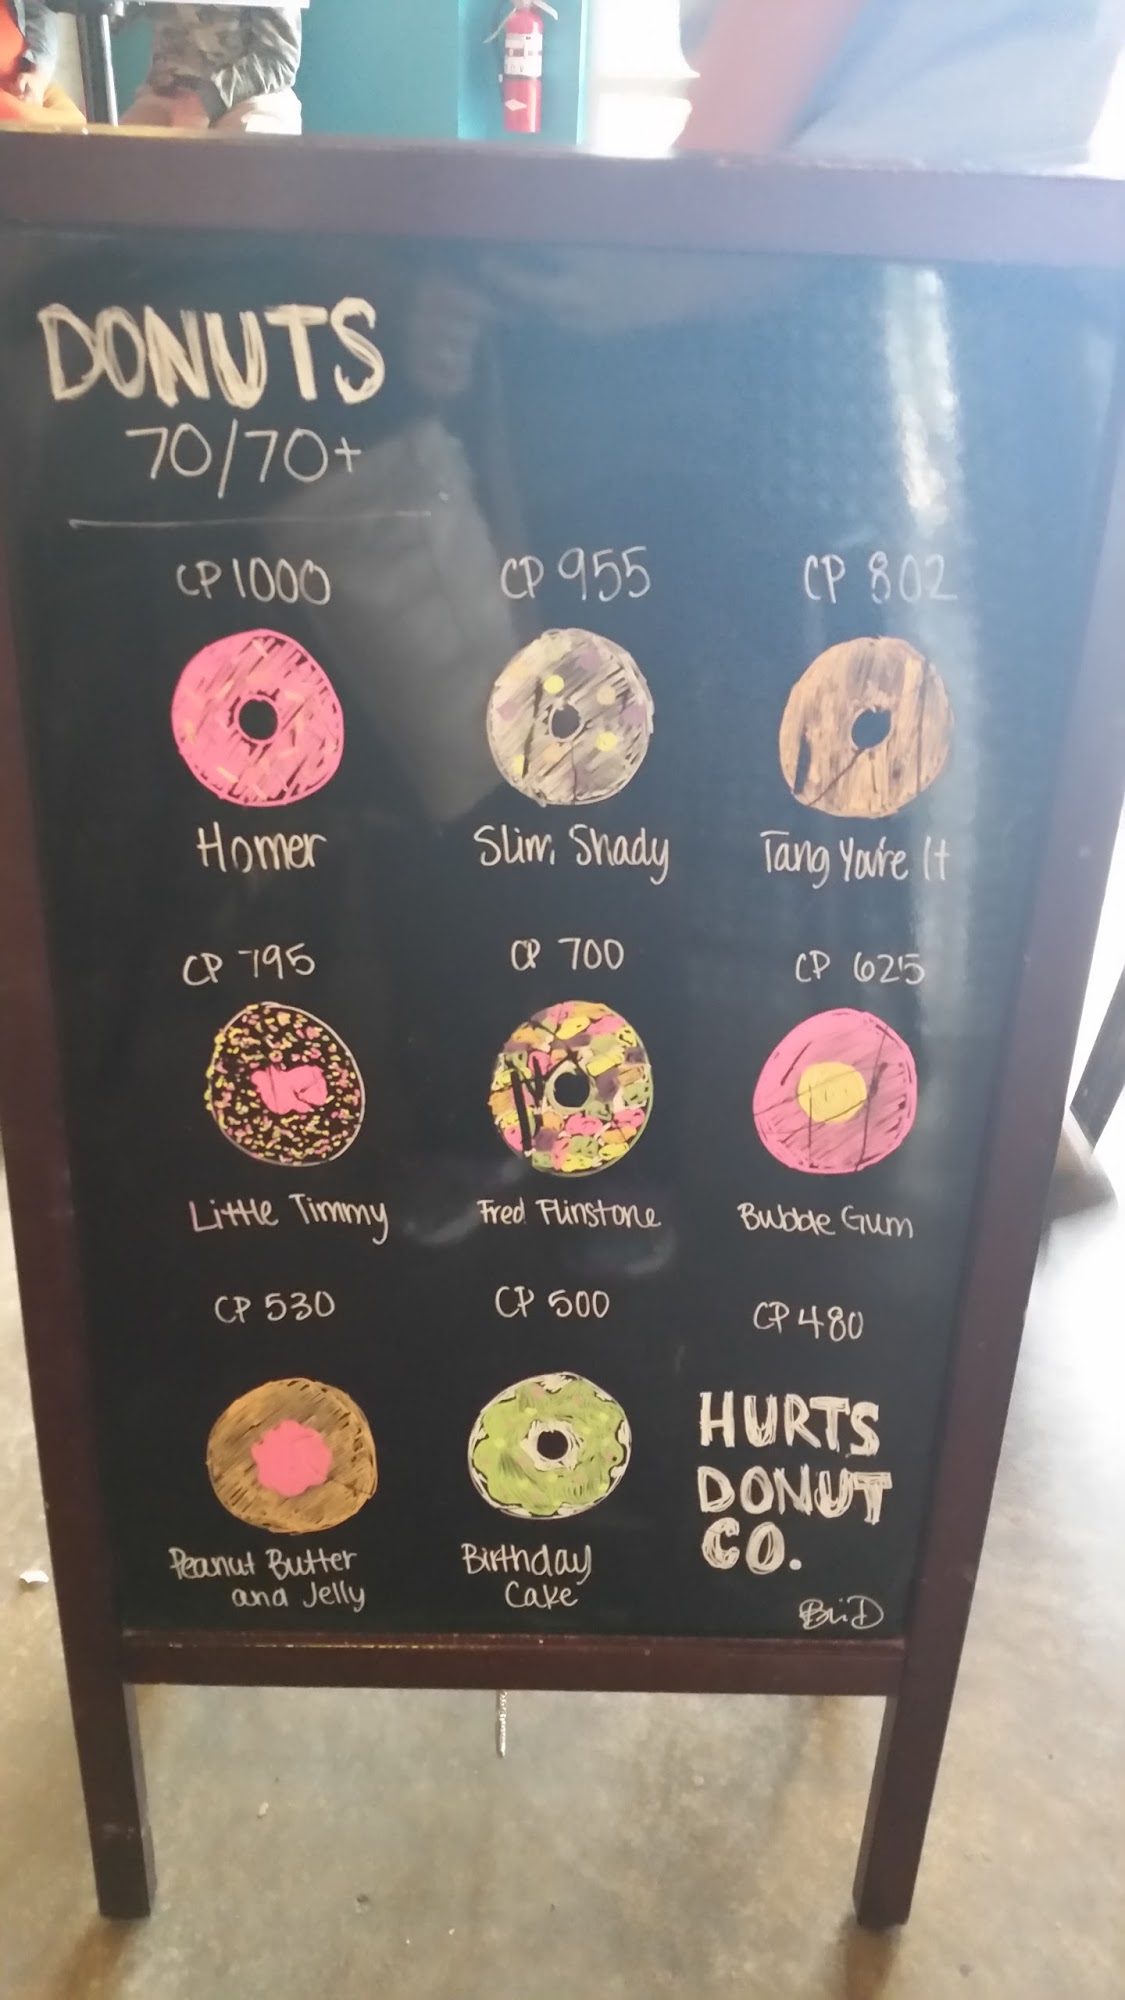 DONUTS
70/70+
CP 1000
CP 955
CP 802
Homer
Slim Shady
Tang You're It
CP 795
CP 700
CP 625
Little Timmy
Fred Flinstone
Bubble Gum
CP 530
CP 500
CP 480
HURTS
DONUT
CO.
Peanut Butter
and Jelly
Birthday
Cake
BriD